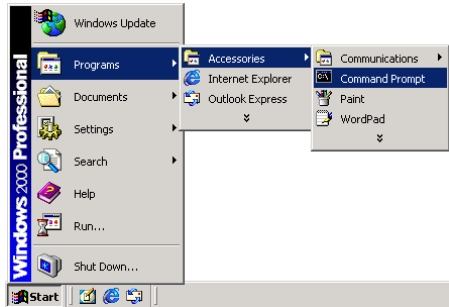 Windows 2000 Professional
Windows Update
Programs
Documents
Settings
Search
Help
Run...
Shut Down...
Accessories
Internet Explorer
Outlook Express
Communications
Command Prompt
Paint
WordPad
Start